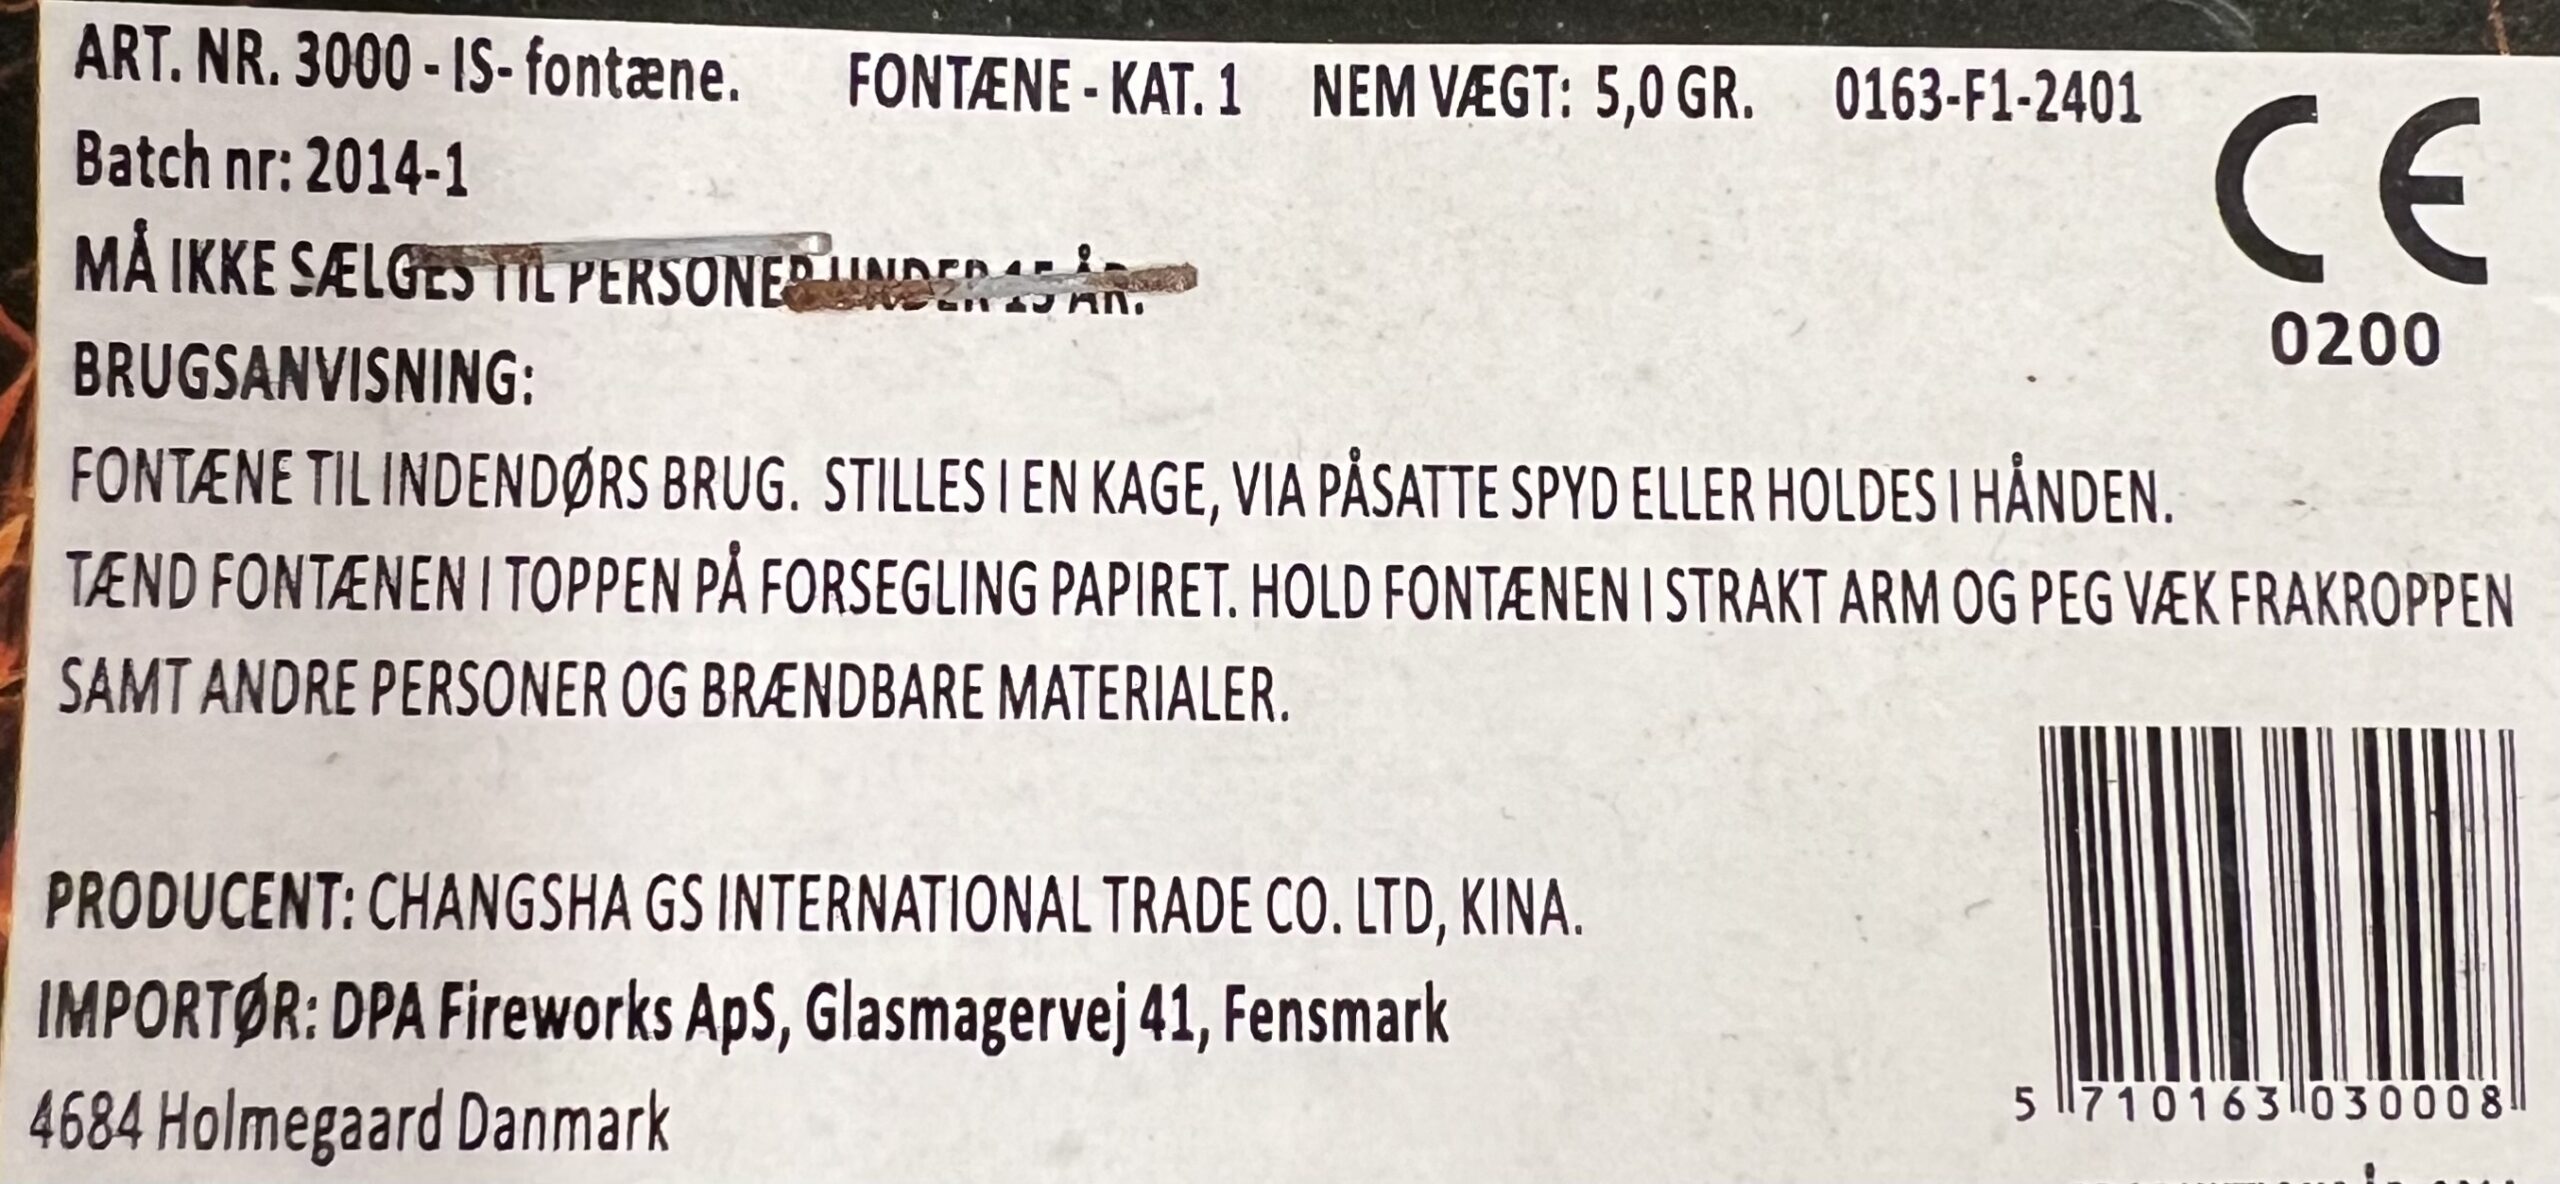 ART. NR. 3000 - IS- fontæne. FONTÆNE - KAT. 1 NEM VÆGT: 5,0 GR. 0163-F1-2401
CE
Batch nr: 2014-1
MÅ IKKE SÆLGES TIL PERSONER UNDER 15 ÅR.
0200
BRUGSANVISNING:
FONTÆNE TIL INDENDØRS BRUG. STILLES I EN KAGE, VIA PÅSATTE SPYD ELLER HOLDES I HÅNDEN.
TÆND FONTÆNEN I TOPPEN PÅ FORSEGLING PAPIRET. HOLD FONTÆNEN I STRAKT ARM OG PEG VÆK FRAKROPPEN
SAMT ANDRE PERSONER OG BRÆNDBARE MATERIALER.
PRODUCENT: CHANGSHA GS INTERNATIONAL TRADE CO. LTD, KINA.
IMPORTØR: DPA Fireworks ApS, Glasmagervej 41, Fensmark
4684 Holmegaard Danmark
5 710163 030008